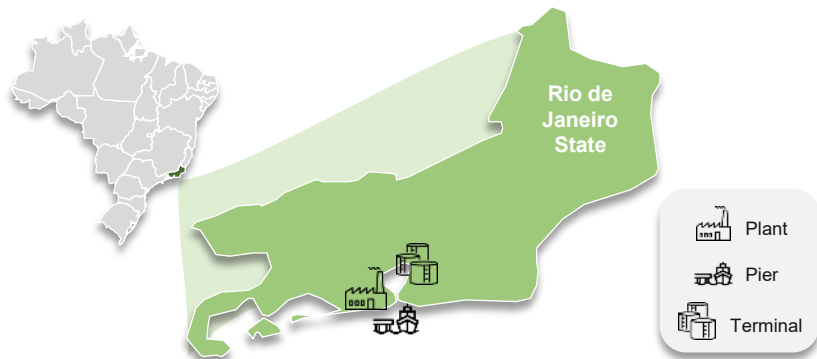 Rio de
Janeiro
State
Plant
Pier
Terminal